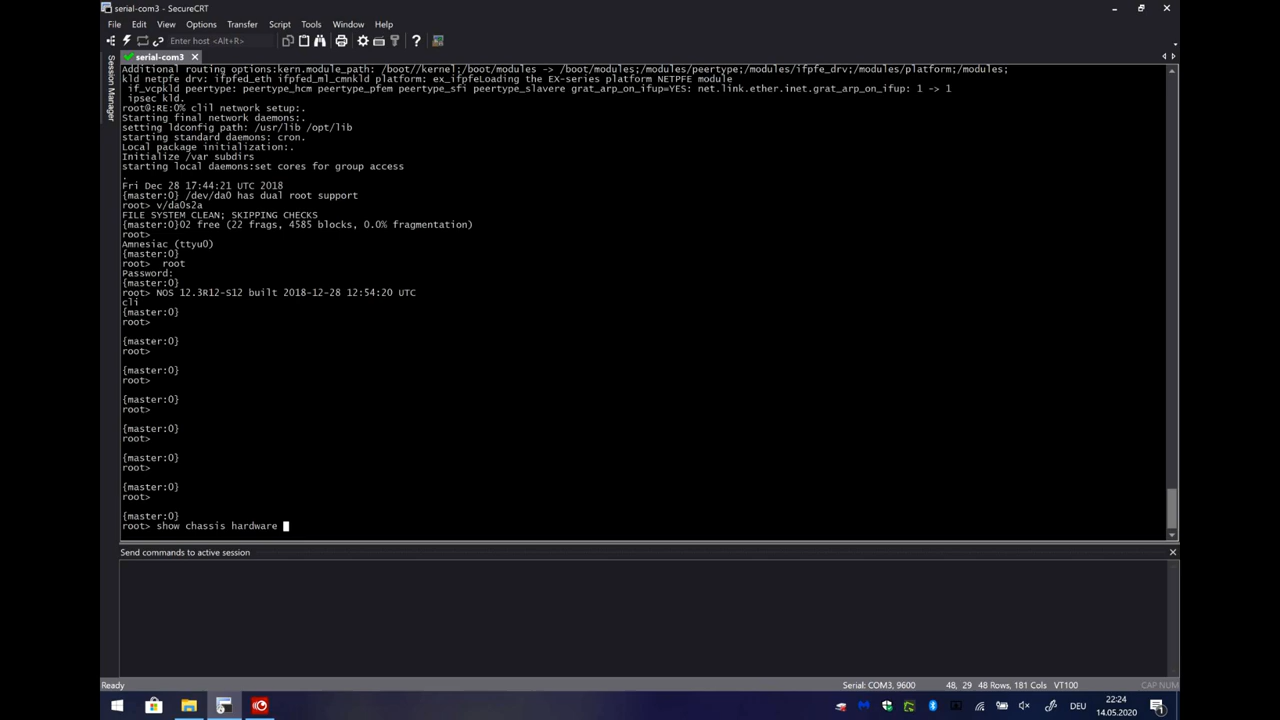 serial-com3 - SecureCRT
File Edit View Options Transfer Script Tools Window Help
Enter host <Alt+R>
serial-com3
Session Manager
Additional routing options:kern.module_path: /boot//kernel;/boot/modules -> /boot/modules;/modules/peertype;/modules/ifpfe_drv;/modules/platform;/modules;
kld netpfe drv: ifpfed_eth ifpfed_ml_cmnkld platform: ex_ifpfeLoading the EX-series platform NETPFE module
if_vcpkld peertype: peertype_hcm peertype_pfem peertype_sfi peertype_slavere grat_arp_on_ifup=YES: net.link.ether.inet.grat_arp_on_ifup: 1 -> 1
ipsec kld.
root@:RE:0% clil network setup:.
Starting final network daemons:.
setting ldconfig path: /usr/lib /opt/lib
starting standard daemons: cron.
Local package initialization:.
Initialize /var subdirs
starting local daemons:set cores for group access
.
Fri Dec 28 17:44:21 UTC 2018
{master:0} /dev/da0 has dual root support
root> v/da0s2a
FILE SYSTEM CLEAN; SKIPPING CHECKS
{master:0}02 free (22 frags, 4585 blocks, 0.0% fragmentation)
root>
Amnesiac (ttyu0)
{master:0}
root>  root
Password:
{master:0}
root> NOS 12.3R12-S12 built 2018-12-28 12:54:20 UTC
cli
{master:0}
root>
{master:0}
root>
{master:0}
root>
{master:0}
root>
{master:0}
root>
{master:0}
root>
{master:0}
root>
{master:0}
root> show chassis hardware
Send commands to active session
Ready
Serial: COM3, 9600
48, 29
48 Rows, 181 Cols
VT100
CAP NUM
DEU
22:24
14.05.2020
1